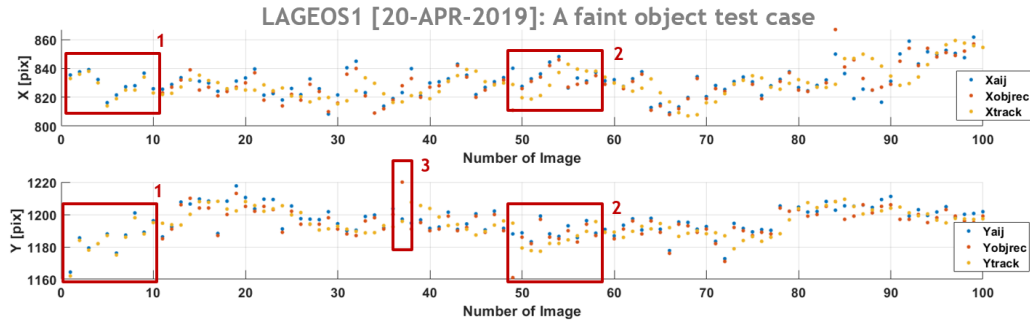 LAGEOS1 [20-APR-2019]: A faint object test case
860
840
820
800
X [pix]
1
2
Xaij
Xobjrec
Xtrack
0 10 20 30 40 50 60 70 80 90 100
Number of Image
3
1220
1200
1180
1160
Y [pix]
1
2
Yaij
Yobjrec
Ytrack
0 10 20 30 40 50 60 70 80 90 100
Number of Image